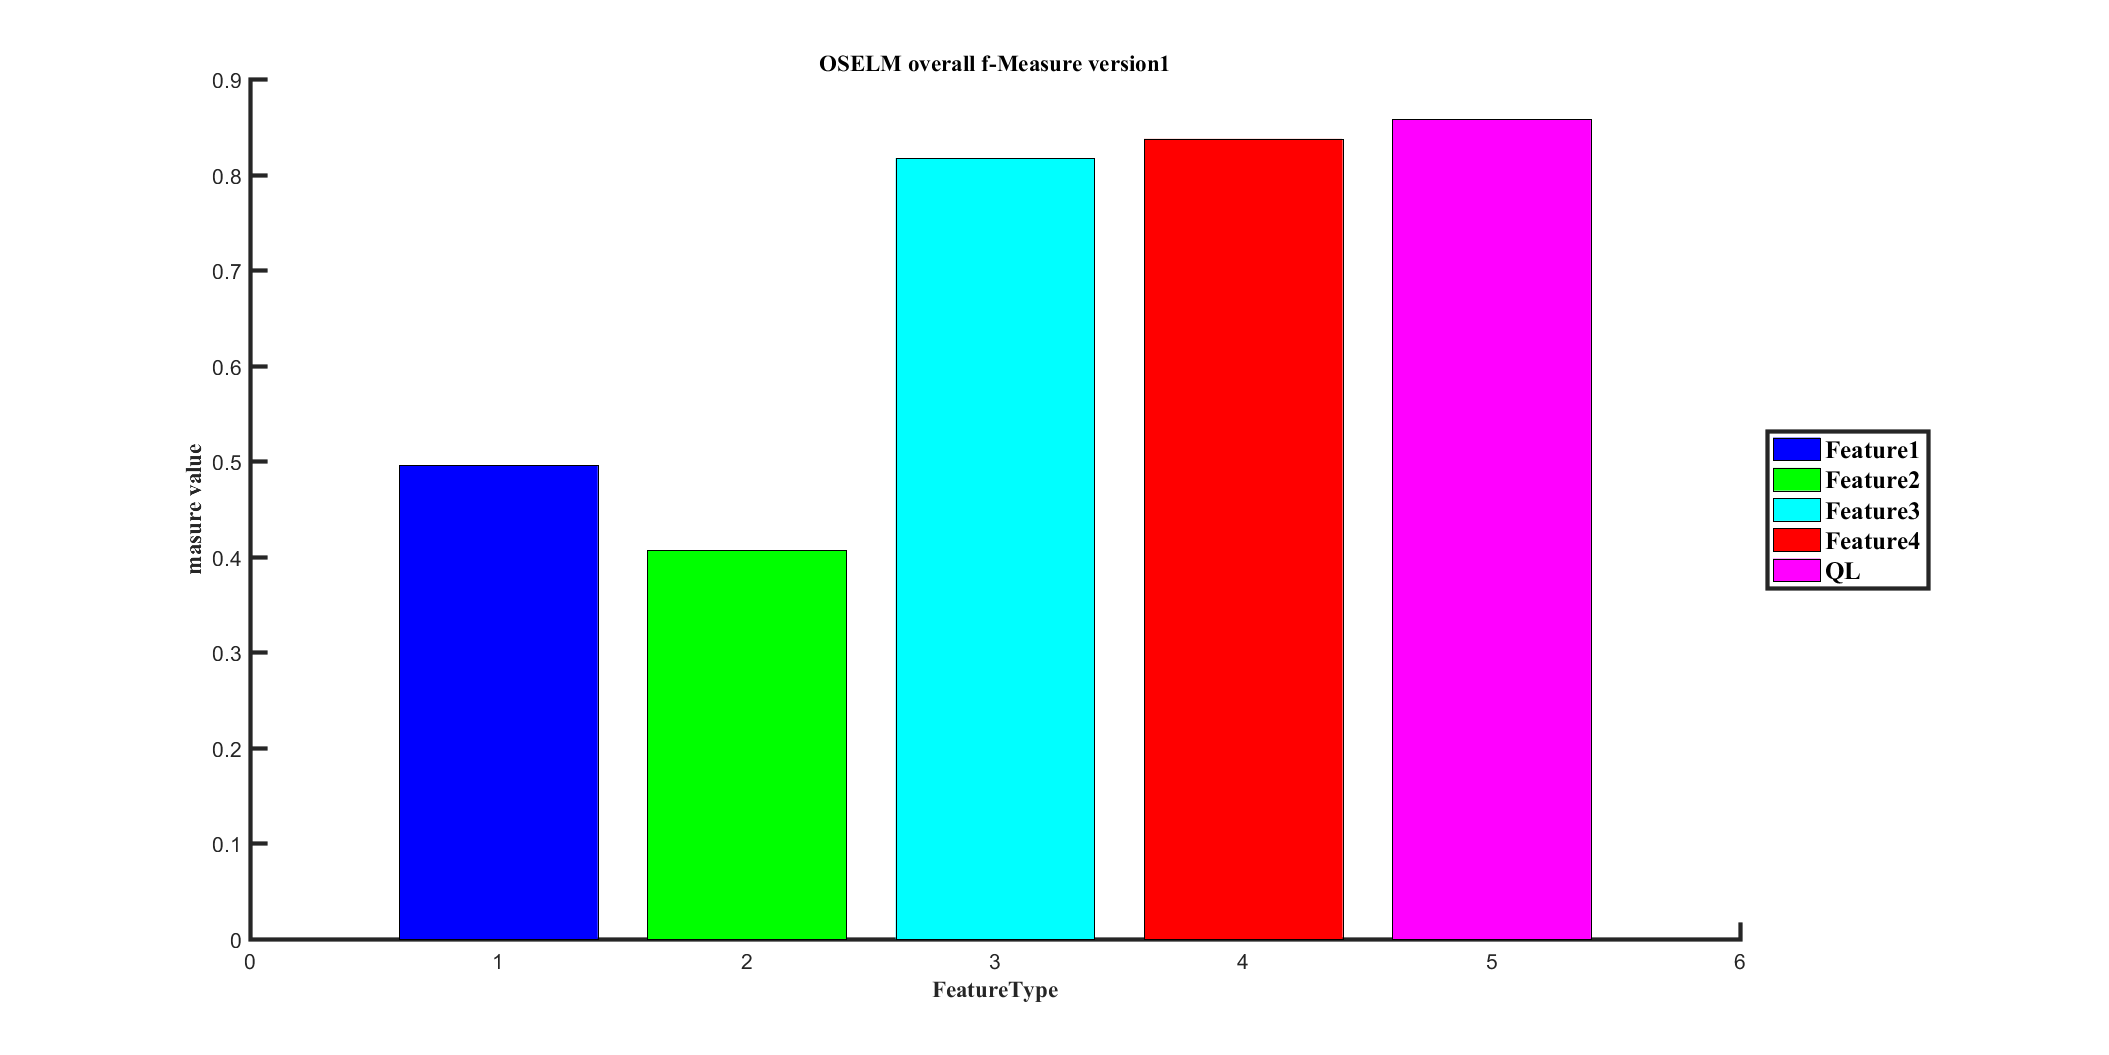 OSELM overall f-Measure version1
0.9
0.8
0.7
0.6
0.5
0.4
0.3
0.2
0.1
0
masure value
0 1 2 3 4 5 6
FeatureType
Feature1
Feature2
Feature3
Feature4
QL